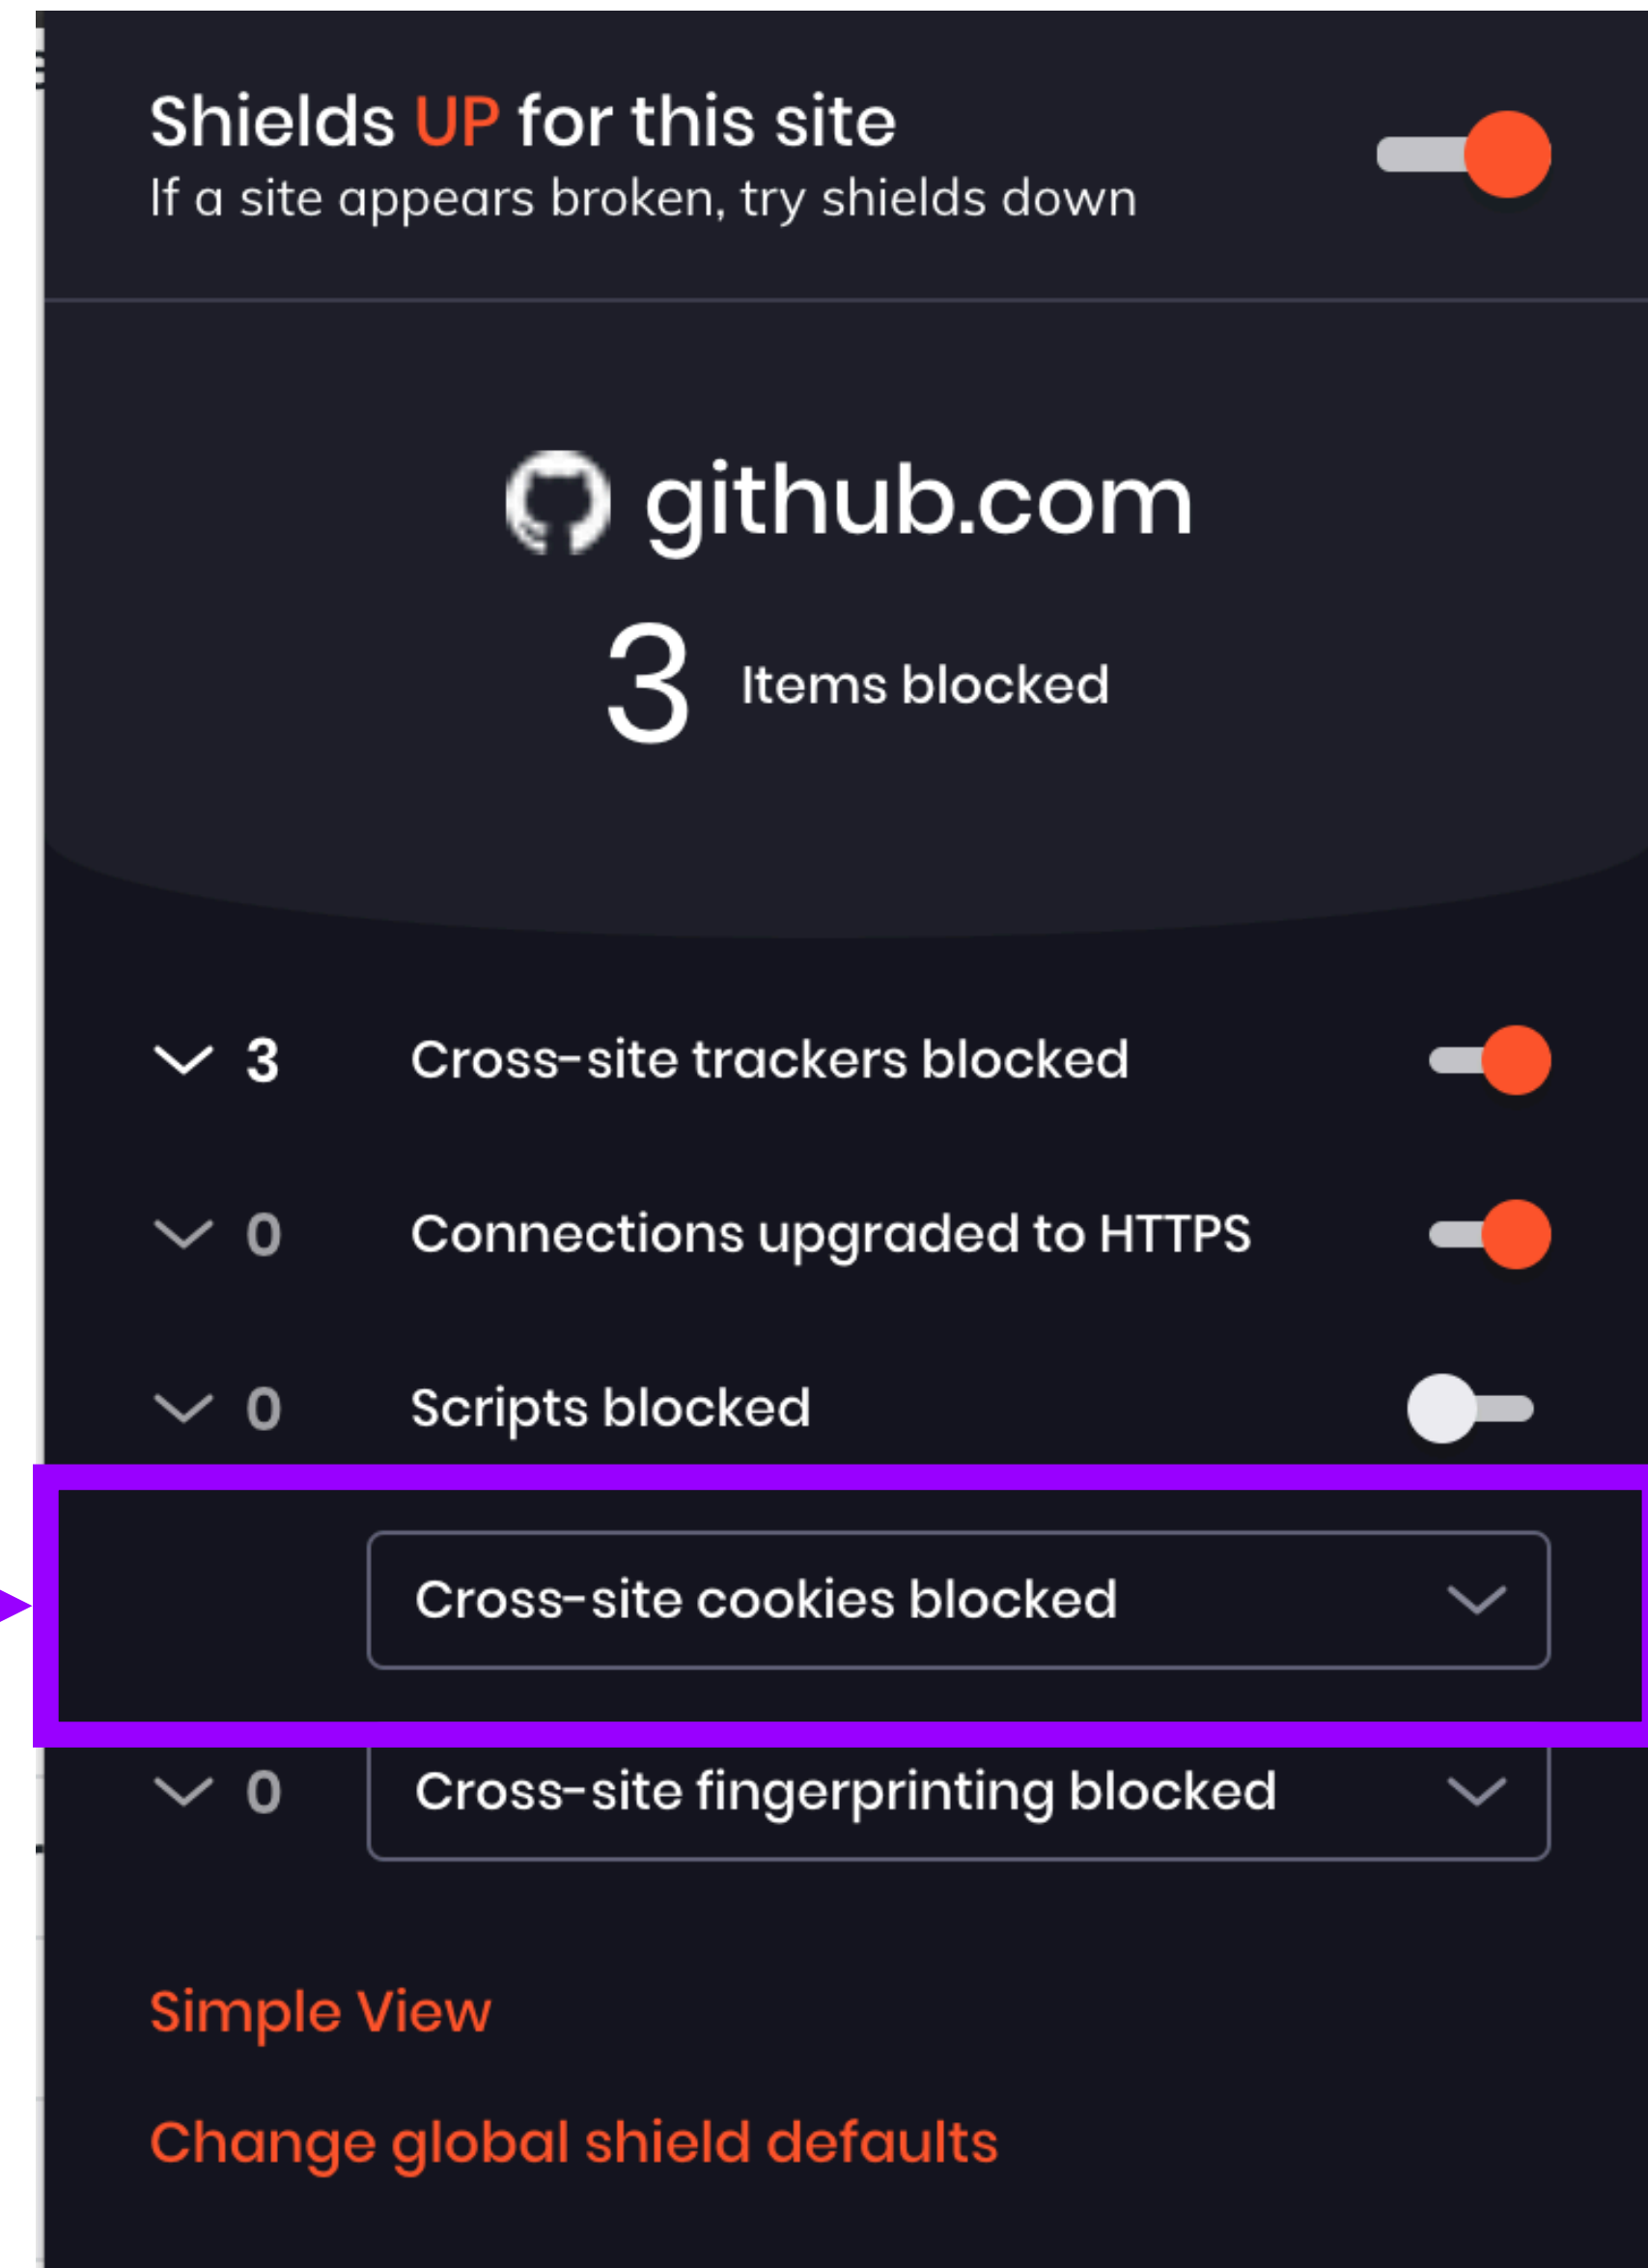 Shields UP for this site
If a site appears broken, try shields down
github.com
3 Items blocked
3 Cross-site trackers blocked
0 Connections upgraded to HTTPS
0 Scripts blocked
Cross-site cookies blocked
0 Cross-site fingerprinting blocked
Simple View
Change global shield defaults